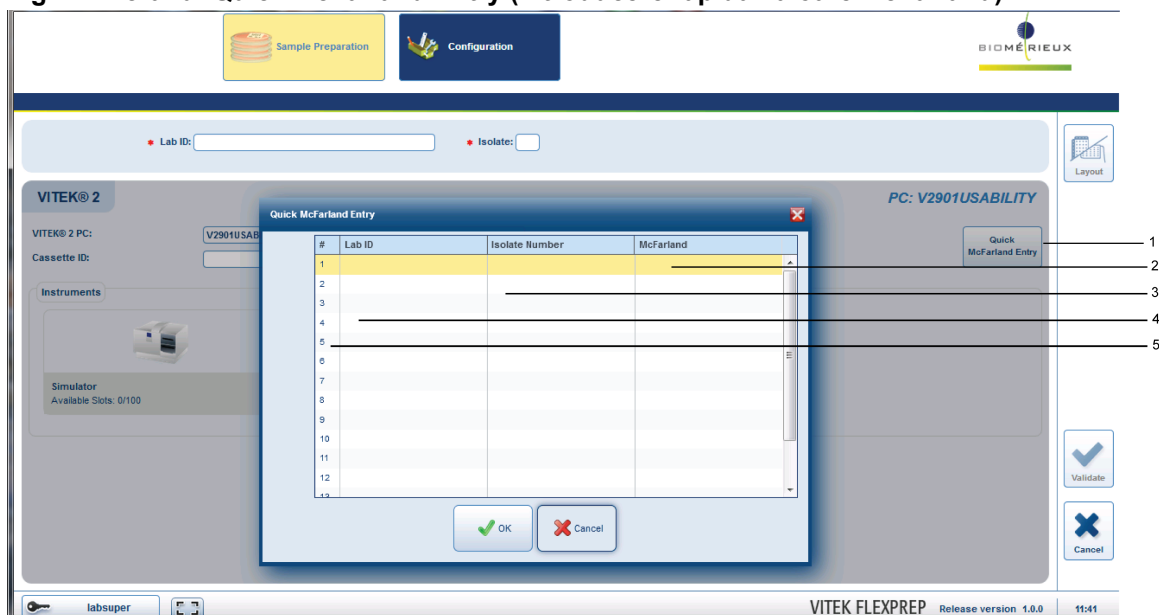 Sample Preparation
Configuration
BIOMÉRIEUX
* Lab ID:
* Isolate:
Layout
VITEK® 2
PC: V2901USABILITY
Quick McFarland Entry
VITEK® 2 PC:
V2901USAB
Quick
McFarland Entry
1
Cassette ID:
# Lab ID Isolate Number McFarland
1
2
2
3
3
Instruments
4
4
5
5
6
7
Simulator
Available Slots: 0/100
8
9
10
11
12
13
Validate
OK
Cancel
Cancel
labsuper
VITEK FLEXPREP Release version 1.0.0 11:41